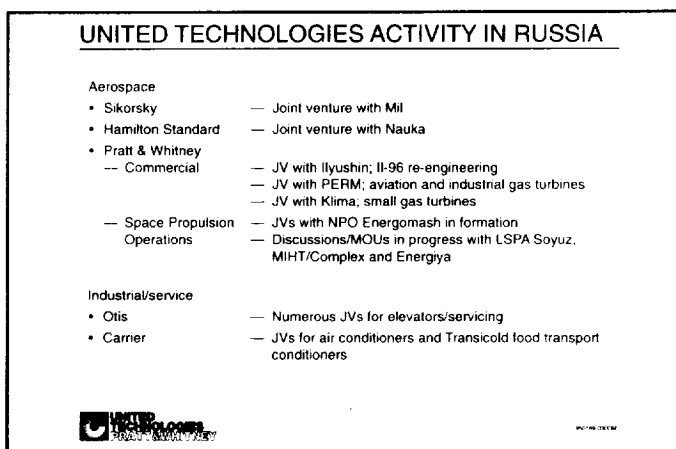 UNITED TECHNOLOGIES ACTIVITY IN RUSSIA
Aerospace
• Sikorsky — Joint venture with Mil
• Hamilton Standard — Joint venture with Nauka
• Pratt & Whitney
— Commercial — JV with Ilyushin; Il-96 re-engineering
— JV with PERM; aviation and industrial gas turbines
— JV with Klima; small gas turbines
— Space Propulsion — JVs with NPO Energomash in formation
Operations — Discussions/MOUs in progress with LSPA Soyuz,
MIHT/Complex and Energiya
Industrial/service
• Otis — Numerous JVs for elevators/servicing
• Carrier — JVs for air conditioners and Transicold food transport
conditioners
UNITED
TECHNOLOGIES
PRATT&WHITNEY